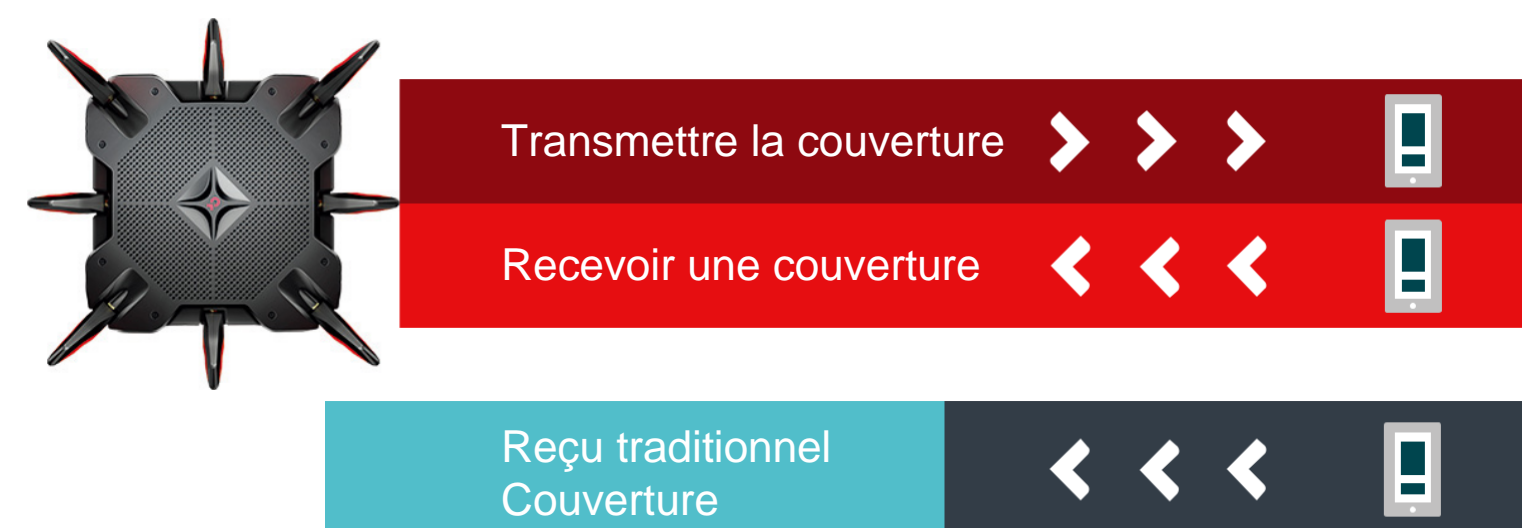 Transmettre la couverture
Recevoir une couverture
Reçu traditionnel
Couverture